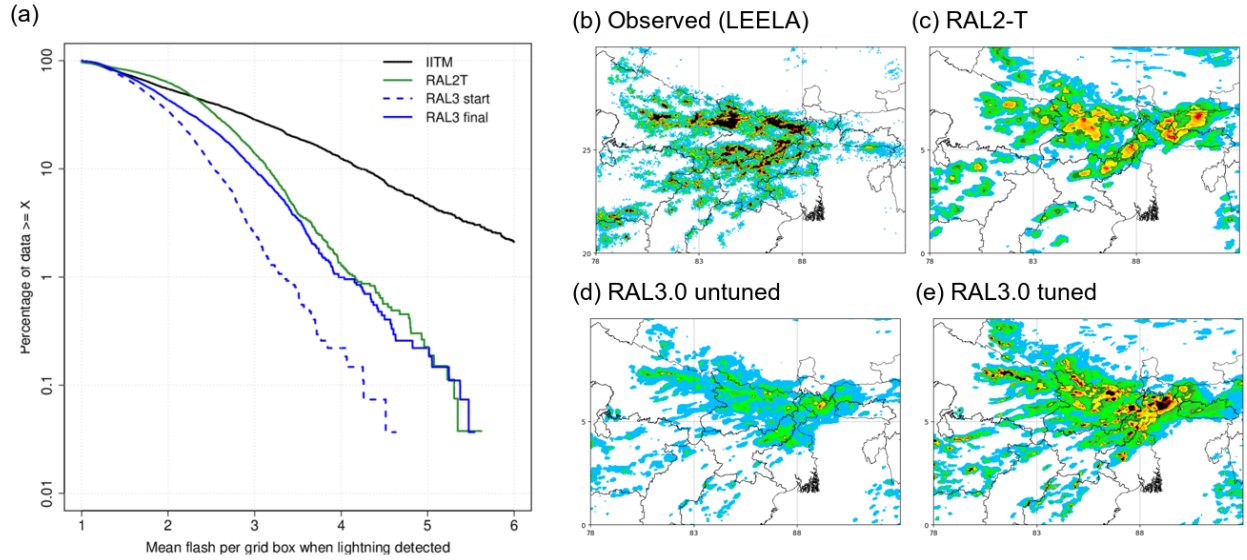 (a)
Percentage of data >= X
100
10
1
0.1
0.01
IITM
RAL2T
RAL3 start
RAL3 final
1 2 3 4 5 6
Mean flash per grid box when lightning detected
(b) Observed (LEELA)
25
20
78 83 88
(c) RAL2-T
5
0
78 83 88
(d) RAL3.0 untuned
5
0
78 83 88
(e) RAL3.0 tuned
5
0
78 83 88